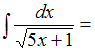 ∫ dx/√(5x+1) =